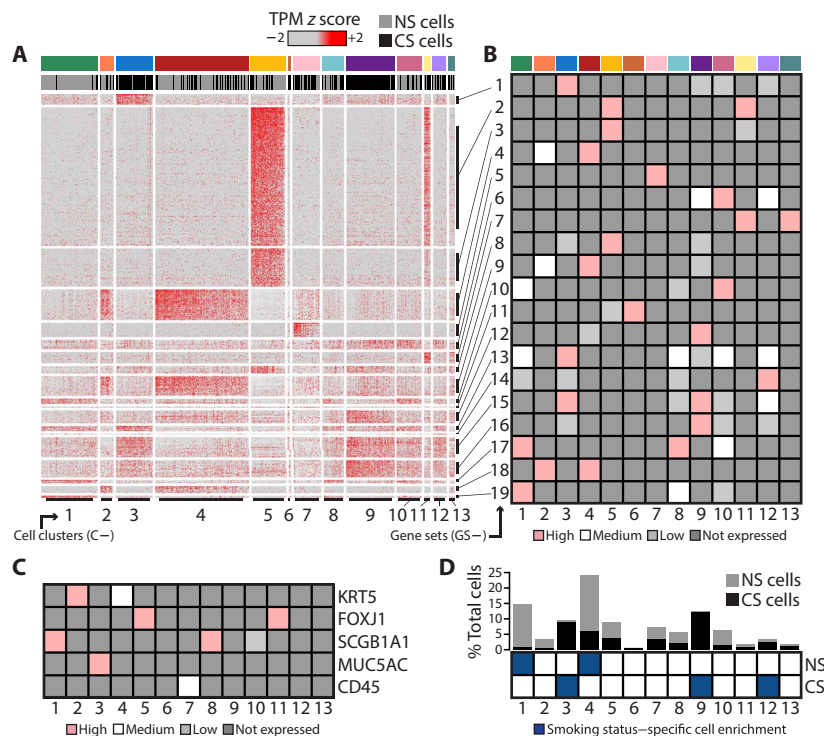 TPM z score
−2 +2
NS cells
CS cells
A
B
1
2
3
4
5
6
7
8
9
10
11
12
13
14
15
16
17
18
19
1 2 3 4 5 6 7 8 9 10 11 12 13
Cell clusters (C−)
Gene sets (GS−)
1 2 3 4 5 6 7 8 9 10 11 12 13
High Medium Low Not expressed
C
KRT5
FOXJ1
SCGB1A1
MUC5AC
CD45
1 2 3 4 5 6 7 8 9 10 11 12 13
High Medium Low Not expressed
D
% Total cells
25
20
15
10
5
0
NS cells
CS cells
NS
CS
1 2 3 4 5 6 7 8 9 10 11 12 13
Smoking status−specific cell enrichment